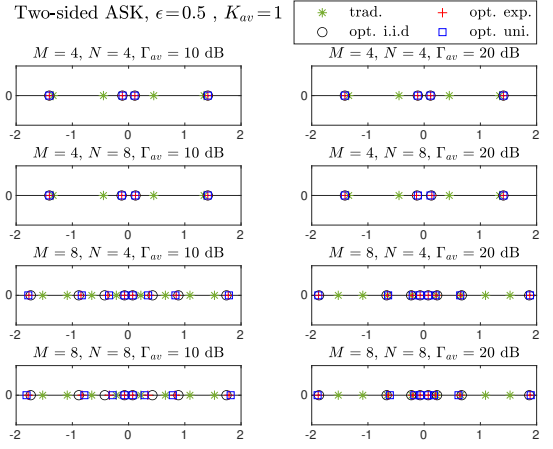 Two-sided ASK, ϵ=0.5 , K_av=1
trad. opt. exp.
opt. i.i.d opt. uni.
M = 4, N = 4, Γ_av = 10 dB
0
-2 -1 0 1 2
M = 4, N = 4, Γ_av = 20 dB
0
-2 -1 0 1 2
M = 4, N = 8, Γ_av = 10 dB
0
-2 -1 0 1 2
M = 4, N = 8, Γ_av = 20 dB
0
-2 -1 0 1 2
M = 8, N = 4, Γ_av = 10 dB
0
-2 -1 0 1 2
M = 8, N = 4, Γ_av = 20 dB
0
-2 -1 0 1 2
M = 8, N = 8, Γ_av = 10 dB
0
-2 -1 0 1 2
M = 8, N = 8, Γ_av = 20 dB
0
-2 -1 0 1 2